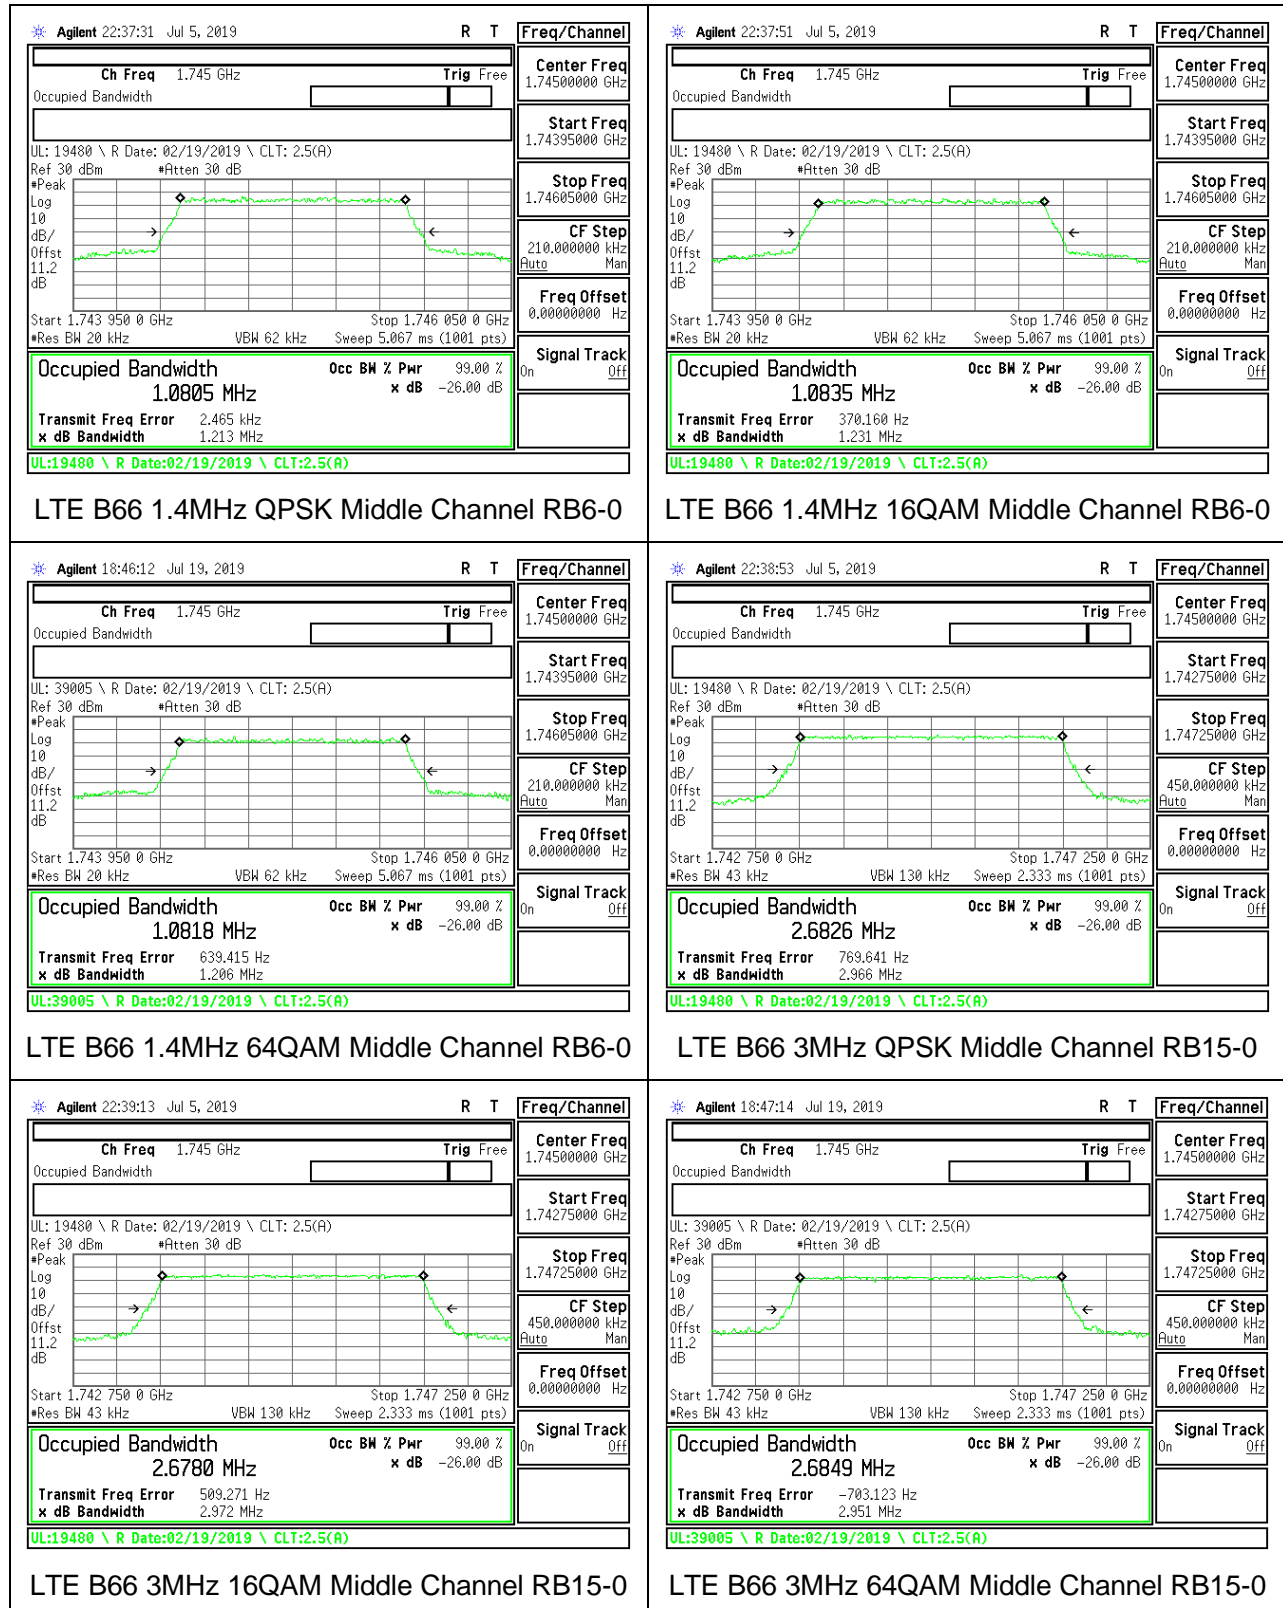 Agilent 22:37:31 Jul 5, 2019 R T Freq/Channel
Ch Freq 1.745 GHz Trig Free
Occupied Bandwidth
Center Freq
1.74500000 GHz
Start Freq
1.74395000 GHz
UL: 19480 \ R Date: 02/19/2019 \ CLT: 2.5(A)
Ref 30 dBm #Atten 30 dB
#Peak
Log
10
dB/
Offst
11.2
dB
Stop Freq
1.74605000 GHz
CF Step
210.000000 kHz
Auto Man
Freq Offset
0.00000000 Hz
Start 1.743 950 0 GHz Stop 1.746 050 0 GHz
#Res BW 20 kHz VBW 62 kHz Sweep 5.067 ms (1001 pts)
Signal Track
On Off
Occupied Bandwidth Occ BW % Pwr 99.00 %
1.0805 MHz x dB -26.00 dB
Transmit Freq Error 2.465 kHz
x dB Bandwidth 1.213 MHz
UL:19480 \ R Date:02/19/2019 \ CLT:2.5(A)
LTE B66 1.4MHz QPSK Middle Channel RB6-0
Agilent 22:37:51 Jul 5, 2019 R T Freq/Channel
Ch Freq 1.745 GHz Trig Free
Occupied Bandwidth
Center Freq
1.74500000 GHz
Start Freq
1.74395000 GHz
UL: 19480 \ R Date: 02/19/2019 \ CLT: 2.5(A)
Ref 30 dBm #Atten 30 dB
#Peak
Log
10
dB/
Offst
11.2
dB
Stop Freq
1.74605000 GHz
CF Step
210.000000 kHz
Auto Man
Freq Offset
0.00000000 Hz
Start 1.743 950 0 GHz Stop 1.746 050 0 GHz
#Res BW 20 kHz VBW 62 kHz Sweep 5.067 ms (1001 pts)
Signal Track
On Off
Occupied Bandwidth Occ BW % Pwr 99.00 %
1.0835 MHz x dB -26.00 dB
Transmit Freq Error 370.160 Hz
x dB Bandwidth 1.231 MHz
UL:19480 \ R Date:02/19/2019 \ CLT:2.5(A)
LTE B66 1.4MHz 16QAM Middle Channel RB6-0
Agilent 18:46:12 Jul 19, 2019 R T Freq/Channel
Ch Freq 1.745 GHz Trig Free
Occupied Bandwidth
Center Freq
1.74500000 GHz
Start Freq
1.74395000 GHz
UL: 39005 \ R Date: 02/19/2019 \ CLT: 2.5(A)
Ref 30 dBm #Atten 30 dB
#Peak
Log
10
dB/
Offst
11.2
dB
Stop Freq
1.74605000 GHz
CF Step
210.000000 kHz
Auto Man
Freq Offset
0.00000000 Hz
Start 1.743 950 0 GHz Stop 1.746 050 0 GHz
#Res BW 20 kHz VBW 62 kHz Sweep 5.067 ms (1001 pts)
Signal Track
On Off
Occupied Bandwidth Occ BW % Pwr 99.00 %
1.0818 MHz x dB -26.00 dB
Transmit Freq Error 639.415 Hz
x dB Bandwidth 1.206 MHz
UL:39005 \ R Date:02/19/2019 \ CLT:2.5(A)
LTE B66 1.4MHz 64QAM Middle Channel RB6-0
Agilent 22:38:53 Jul 5, 2019 R T Freq/Channel
Ch Freq 1.745 GHz Trig Free
Occupied Bandwidth
Center Freq
1.74500000 GHz
Start Freq
1.74275000 GHz
UL: 19480 \ R Date: 02/19/2019 \ CLT: 2.5(A)
Ref 30 dBm #Atten 30 dB
#Peak
Log
10
dB/
Offst
11.2
dB
Stop Freq
1.74725000 GHz
CF Step
450.000000 kHz
Auto Man
Freq Offset
0.00000000 Hz
Start 1.742 750 0 GHz Stop 1.747 250 0 GHz
#Res BW 43 kHz VBW 130 kHz Sweep 2.333 ms (1001 pts)
Signal Track
On Off
Occupied Bandwidth Occ BW % Pwr 99.00 %
2.6826 MHz x dB -26.00 dB
Transmit Freq Error 769.641 Hz
x dB Bandwidth 2.966 MHz
UL:19480 \ R Date:02/19/2019 \ CLT:2.5(A)
LTE B66 3MHz QPSK Middle Channel RB15-0
Agilent 22:39:13 Jul 5, 2019 R T Freq/Channel
Ch Freq 1.745 GHz Trig Free
Occupied Bandwidth
Center Freq
1.74500000 GHz
Start Freq
1.74275000 GHz
UL: 19480 \ R Date: 02/19/2019 \ CLT: 2.5(A)
Ref 30 dBm #Atten 30 dB
#Peak
Log
10
dB/
Offst
11.2
dB
Stop Freq
1.74725000 GHz
CF Step
450.000000 kHz
Auto Man
Freq Offset
0.00000000 Hz
Start 1.742 750 0 GHz Stop 1.747 250 0 GHz
#Res BW 43 kHz VBW 130 kHz Sweep 2.333 ms (1001 pts)
Signal Track
On Off
Occupied Bandwidth Occ BW % Pwr 99.00 %
2.6780 MHz x dB -26.00 dB
Transmit Freq Error 509.271 Hz
x dB Bandwidth 2.972 MHz
UL:19480 \ R Date:02/19/2019 \ CLT:2.5(A)
LTE B66 3MHz 16QAM Middle Channel RB15-0
Agilent 18:47:14 Jul 19, 2019 R T Freq/Channel
Ch Freq 1.745 GHz Trig Free
Occupied Bandwidth
Center Freq
1.74500000 GHz
Start Freq
1.74275000 GHz
UL: 39005 \ R Date: 02/19/2019 \ CLT: 2.5(A)
Ref 30 dBm #Atten 30 dB
#Peak
Log
10
dB/
Offst
11.2
dB
Stop Freq
1.74725000 GHz
CF Step
450.000000 kHz
Auto Man
Freq Offset
0.00000000 Hz
Start 1.742 750 0 GHz Stop 1.747 250 0 GHz
#Res BW 43 kHz VBW 130 kHz Sweep 2.333 ms (1001 pts)
Signal Track
On Off
Occupied Bandwidth Occ BW % Pwr 99.00 %
2.6849 MHz x dB -26.00 dB
Transmit Freq Error -703.123 Hz
x dB Bandwidth 2.951 MHz
UL:39005 \ R Date:02/19/2019 \ CLT:2.5(A)
LTE B66 3MHz 64QAM Middle Channel RB15-0